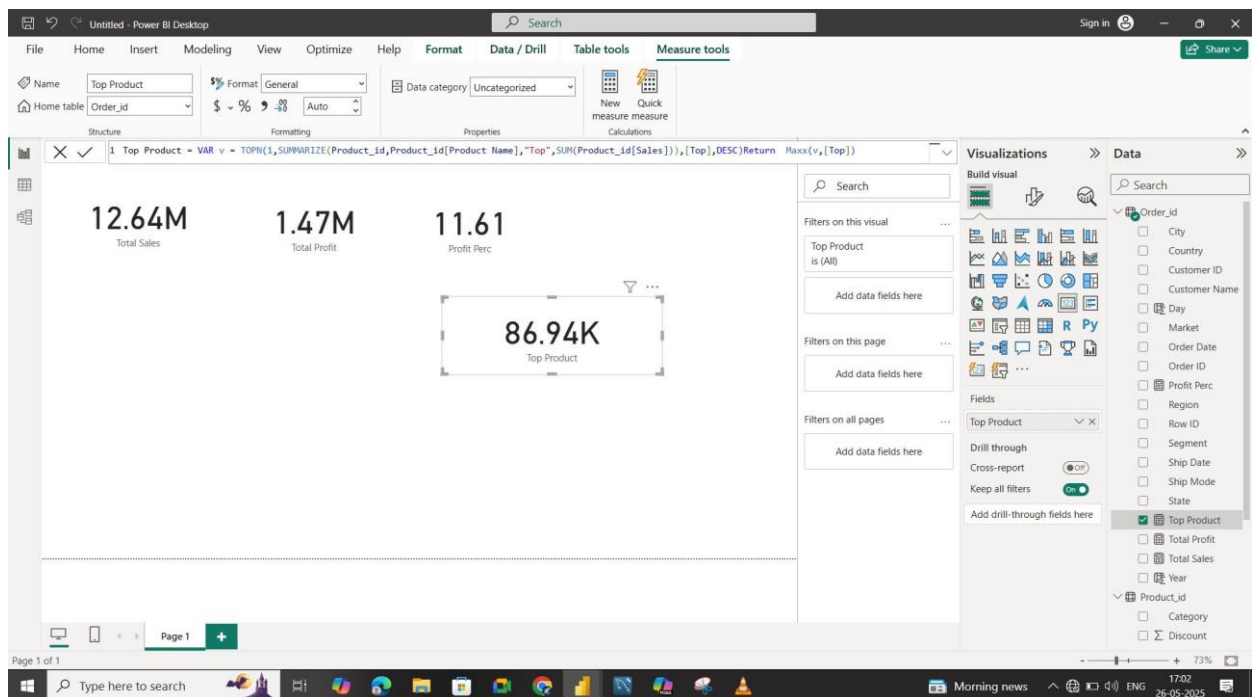 Untitled - Power BI Desktop
Search
Sign in
File Home Insert Modeling View Optimize Help Format Data / Drill Table tools Measure tools
Share
Name Top Product
Home table Order_id
Structure
Format General
$ % Auto
Formatting
Data category Uncategorized
Properties
New measure
Quick measure
Calculations
1 Top Product = VAR v = TOPN(1,SUMMARIZE(Product_id,Product_id[Product Name],"Top",SUM(Product_id[Sales])),[Top],DESC)Return Maxx(v,[Top])
12.64M
Total Sales
1.47M
Total Profit
11.61
Profit Perc
86.94K
Top Product
Search
Filters on this visual
Top Product
is (All)
Add data fields here
Filters on this page
Add data fields here
Filters on all pages
Add data fields here
Visualizations
Build visual
R Py
Fields
Top Product
Drill through
Cross-report Off
Keep all filters On
Add drill-through fields here
Data
Search
Order_id
City
Country
Customer ID
Customer Name
Day
Market
Order Date
Order ID
Profit Perc
Region
Row ID
Segment
Ship Date
Ship Mode
State
Top Product
Total Profit
Total Sales
Year
Product_id
Category
Discount
Page 1
Page 1 of 1
73%
Type here to search
Morning news
ENG
17:02
26-05-2025